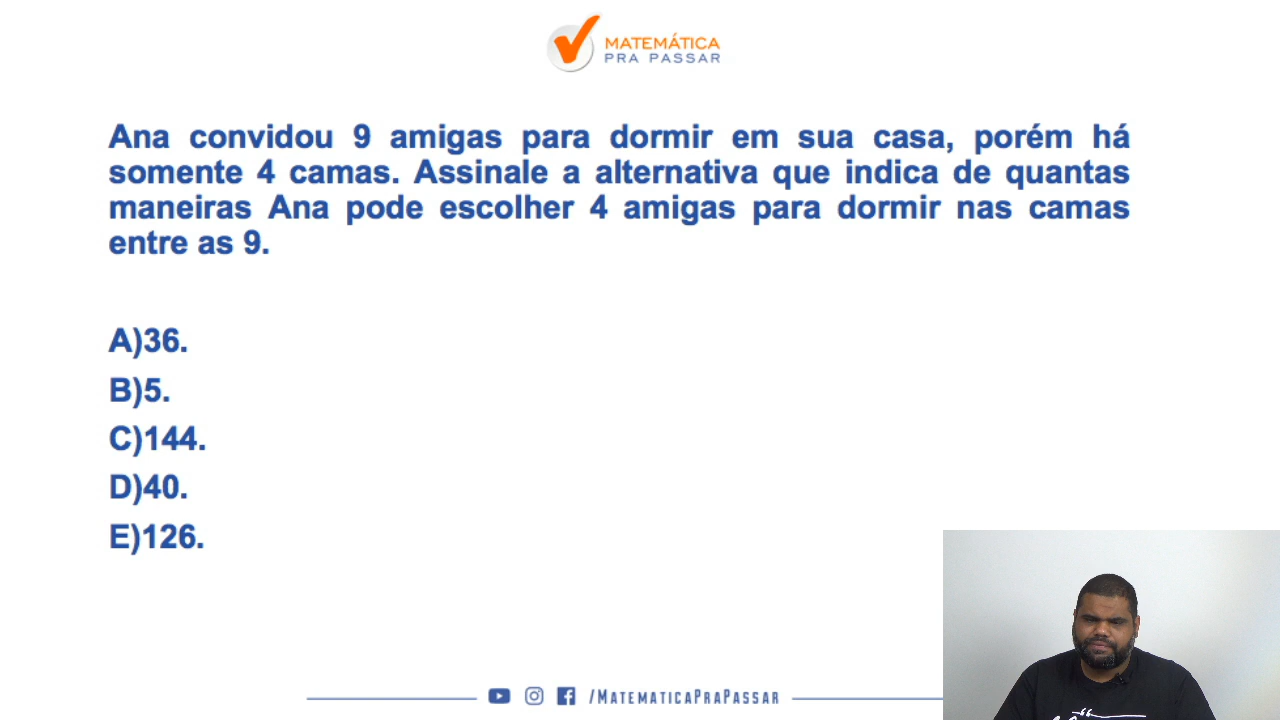 MATEMÁTICA
PRA PASSAR
Ana convidou 9 amigas para dormir em sua casa, porém há
somente 4 camas. Assinale a alternativa que indica de quantas
maneiras Ana pode escolher 4 amigas para dormir nas camas
entre as 9.
A)36.
B)5.
C)144.
D)40.
E)126.
/MATEMATICAPRAPASSAR